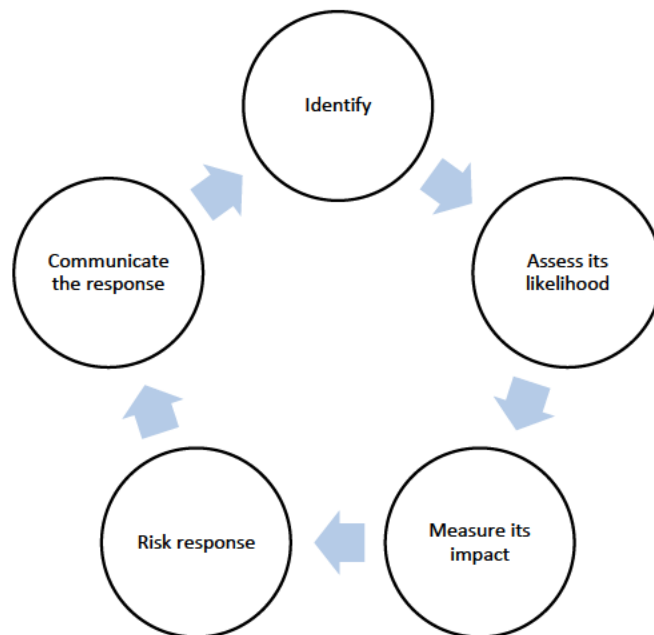 Identify
Assess its
likelihood
Measure its
impact
Risk response
Communicate
the response